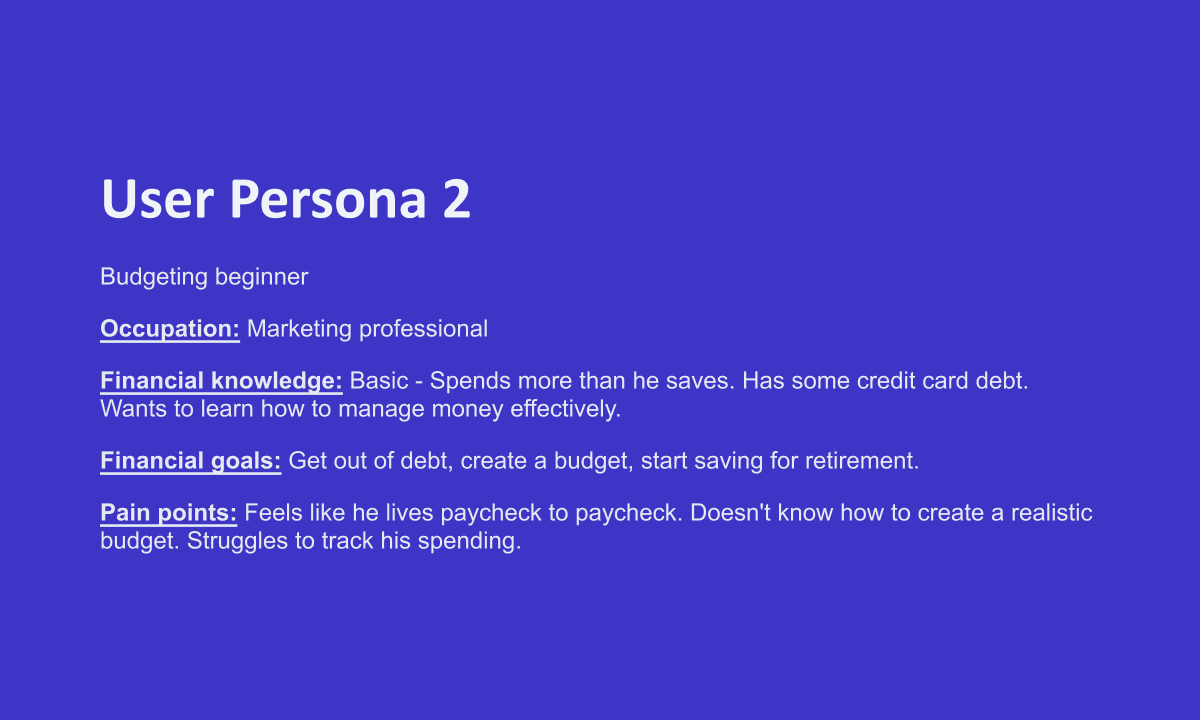 User Persona 2
Budgeting beginner
Occupation: Marketing professional
Financial knowledge: Basic - Spends more than he saves. Has some credit card debt.
Wants to learn how to manage money effectively.
Financial goals: Get out of debt, create a budget, start saving for retirement.
Pain points: Feels like he lives paycheck to paycheck. Doesn't know how to create a realistic
budget. Struggles to track his spending.